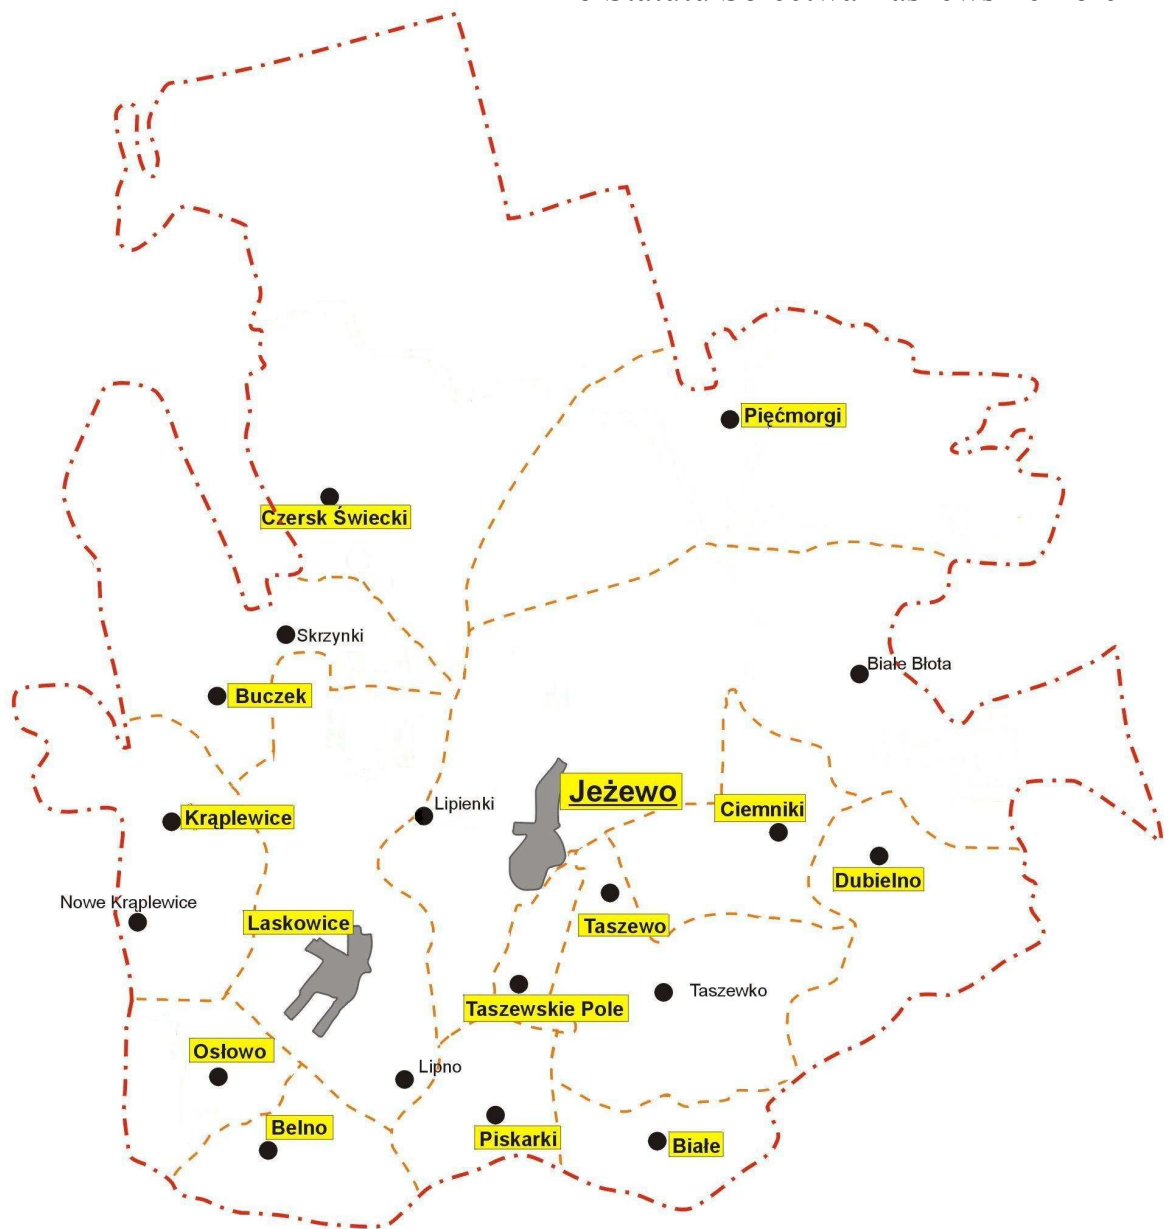 Pięćmorgi
Czersk Świecki
Skrzynki
Białe Błota
Buczek
Jeżewo
Lipienki
Ciemniki
Krąplewice
Dubielno
Nowe Krąplewice
Laskowice
Taszewo
Taszewko
Taszewskie Pole
Osłowo
Lipno
Belno
Piskarki
Białe